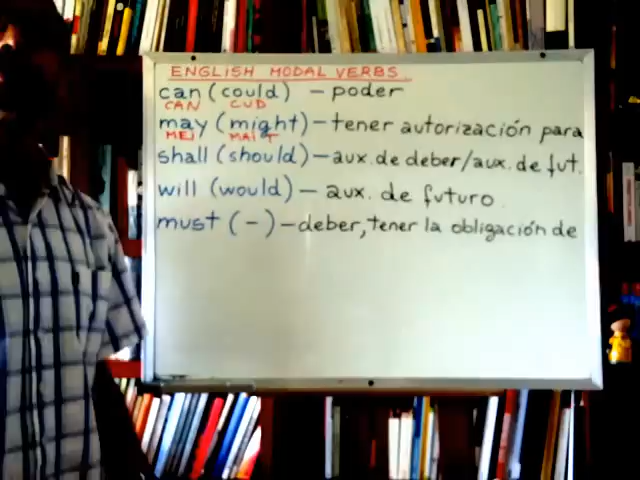 ENGLISH MODAL VERBS
can (could) - poder
CAN CUD
may (might) - tener autorización para
MEI MAIT
shall (should) - aux. de deber/aux. de fut.
will (would) - aux. de futuro
must (-) - deber, tener la obligación de